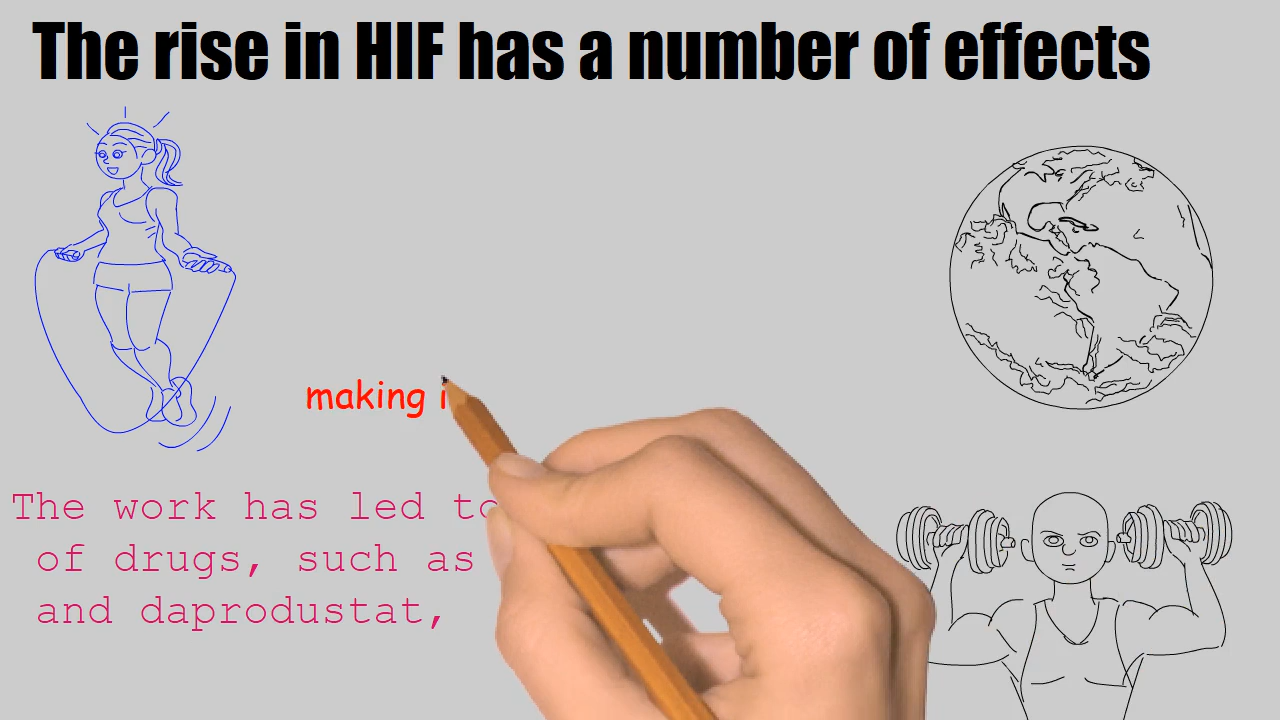 The rise in HIF has a number of effects
making i
The work has led to
of drugs, such as
and daprodustat,